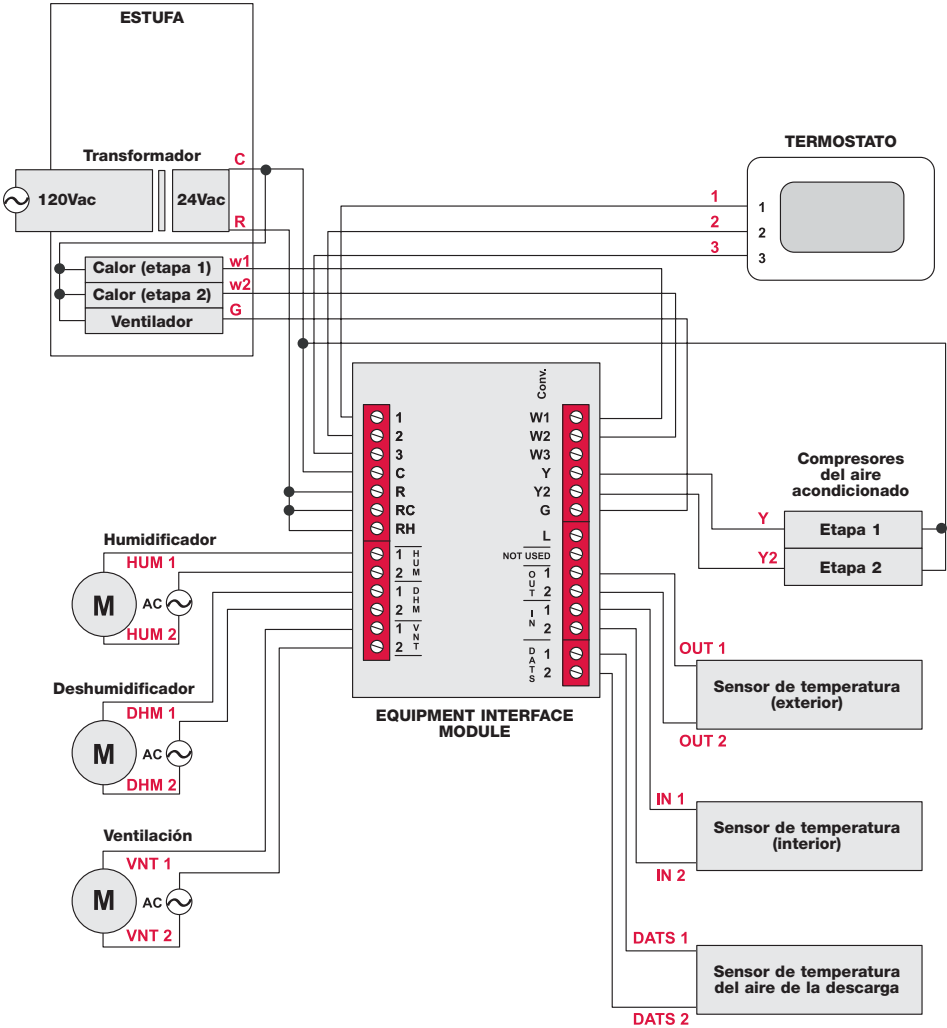 ESTUFA
Transformador
C
120Vac
24Vac
R
Calor (etapa 1)
w1
Calor (etapa 2)
w2
Ventilador
G
TERMOSTATO
1
2
3
1
2
3
Conv.
1
2
3
C
R
RC
RH
1
2
HUM
1
2
DHM
1
2
VNT
W1
W2
W3
Y
Y2
G
L
NOT USED
OUT
1
2
IN
1
2
DATS
1
2
EQUIPMENT INTERFACE
MODULE
Compresores
del aire
acondicionado
Y
Etapa 1
Y2
Etapa 2
Humidificador
HUM 1
M
AC
HUM 2
Deshumidificador
DHM 1
M
AC
DHM 2
Ventilación
VNT 1
M
AC
VNT 2
OUT 1
Sensor de temperatura
(exterior)
OUT 2
IN 1
Sensor de temperatura
(interior)
IN 2
DATS 1
Sensor de temperatura
del aire de la descarga
DATS 2